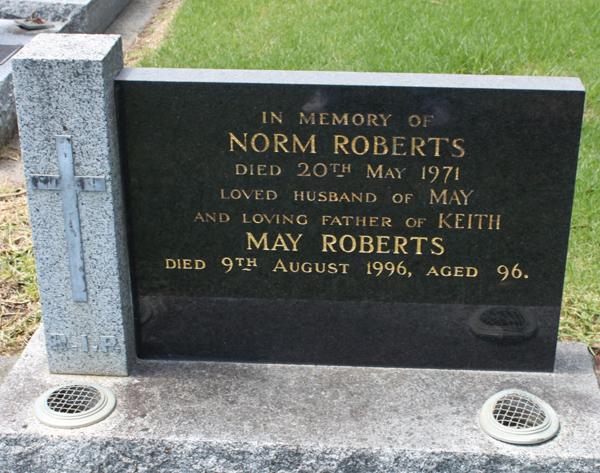 IN MEMORY OF
NORM ROBERTS
DIED 20TH MAY 1971
LOVED HUSBAND OF MAY
AND LOVING FATHER OF KEITH
MAY ROBERTS
DIED 9TH AUGUST 1996, AGED 96.
R.I.P.